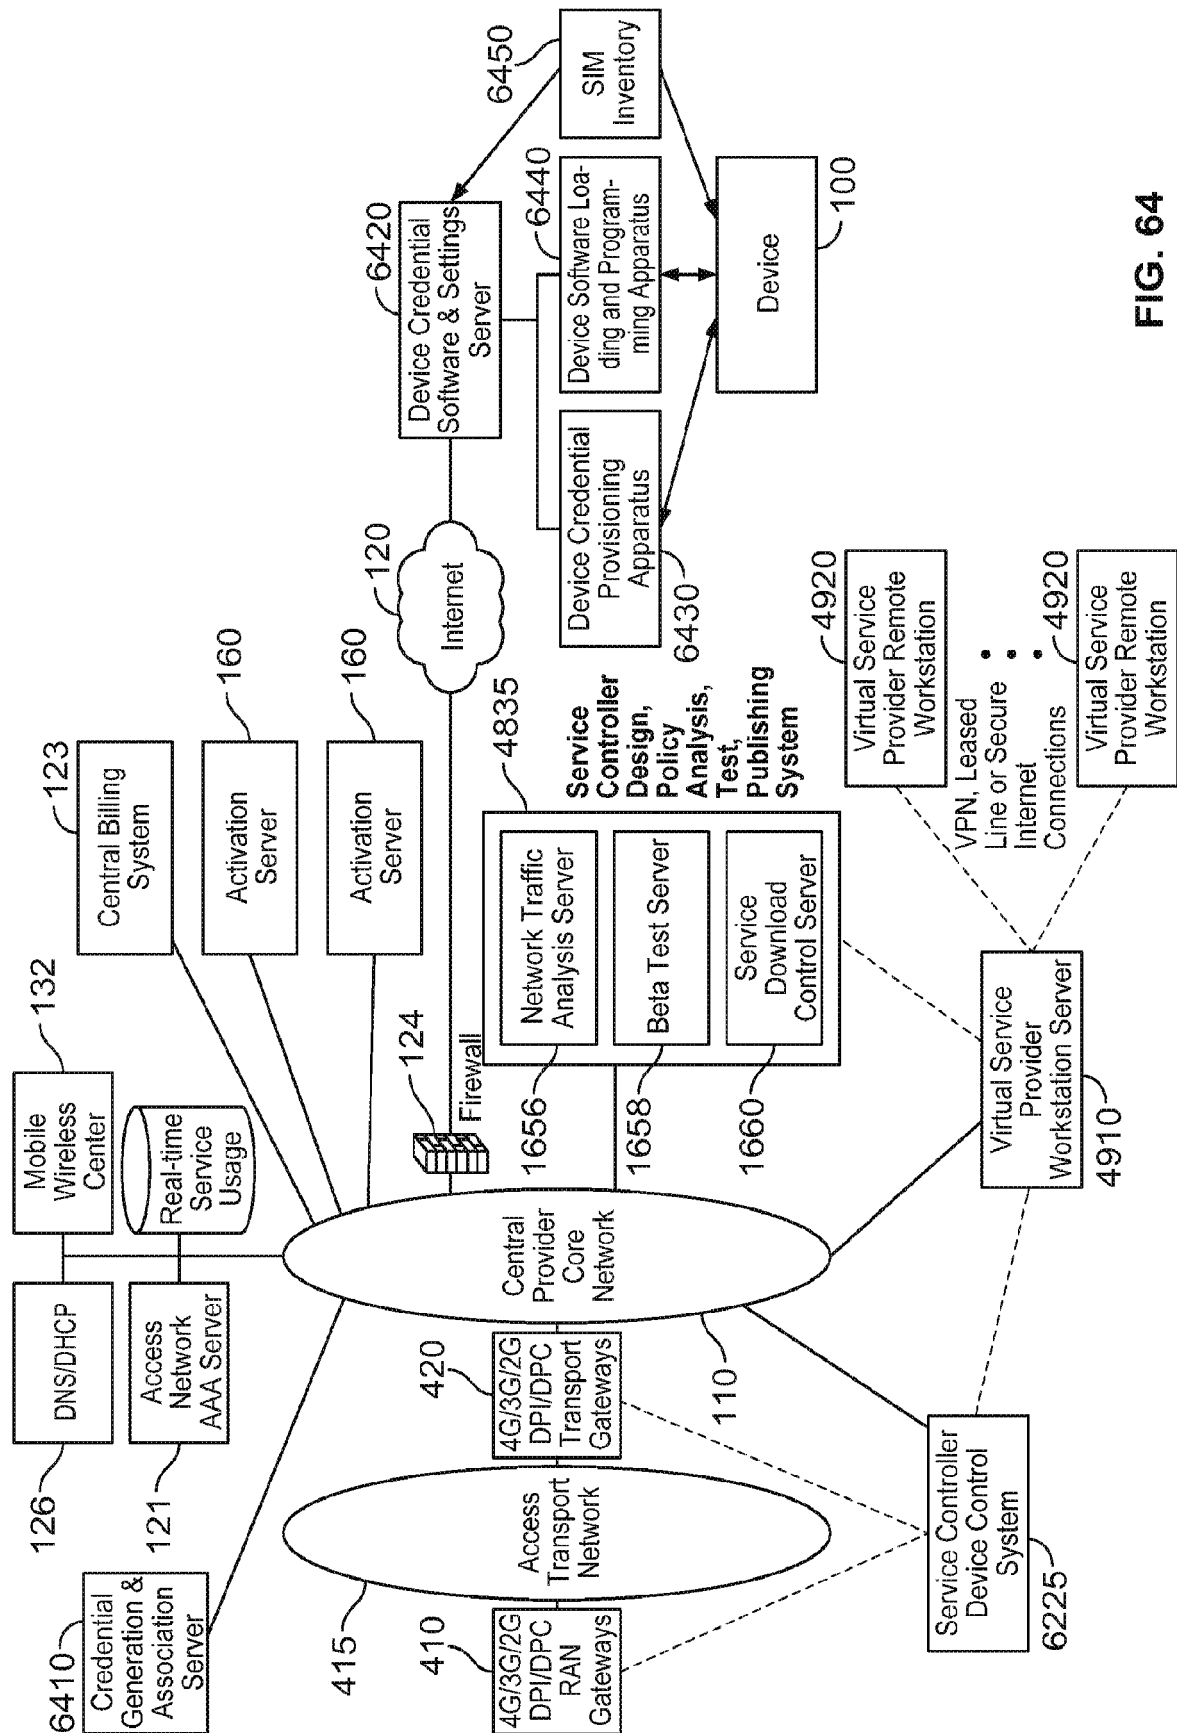 6410
Credential
Generation &
Association
Server
126
DNS/DHCP
121
Access
Network
AAA Server
Mobile
Wireless
Center
132
Real-time
Service
Usage
123
Central Billing
System
160
Activation
Server
160
Activation
Server
415
Access
Transport
Network
410
4G/3G/2G
DPI/DPC
RAN
Gateways
420
4G/3G/2G
DPI/DPC
Transport
Gateways
Central
Provider
Core
Network
110
124
Firewall
120
Internet
6420
Device Credential
Software & Settings
Server
6450
SIM
Inventory
6440
Device Software Loa-
ding and Program-
ming Apparatus
Device Credential
Provisioning
Apparatus
6430
Device
100
4835
Service
Controller
Design,
Policy
Analysis,
Test,
Publishing
System
Network Traffic
Analysis Server
1656
Beta Test Server
1658
Service
Download
Control Server
1660
Service Controller
Device Control
System
6225
Virtual Service
Provider
Workstation Server
4910
4920
Virtual Service
Provider Remote
Workstation
VPN, Leased
Line or Secure
Internet
Connections
4920
Virtual Service
Provider Remote
Workstation
FIG. 64